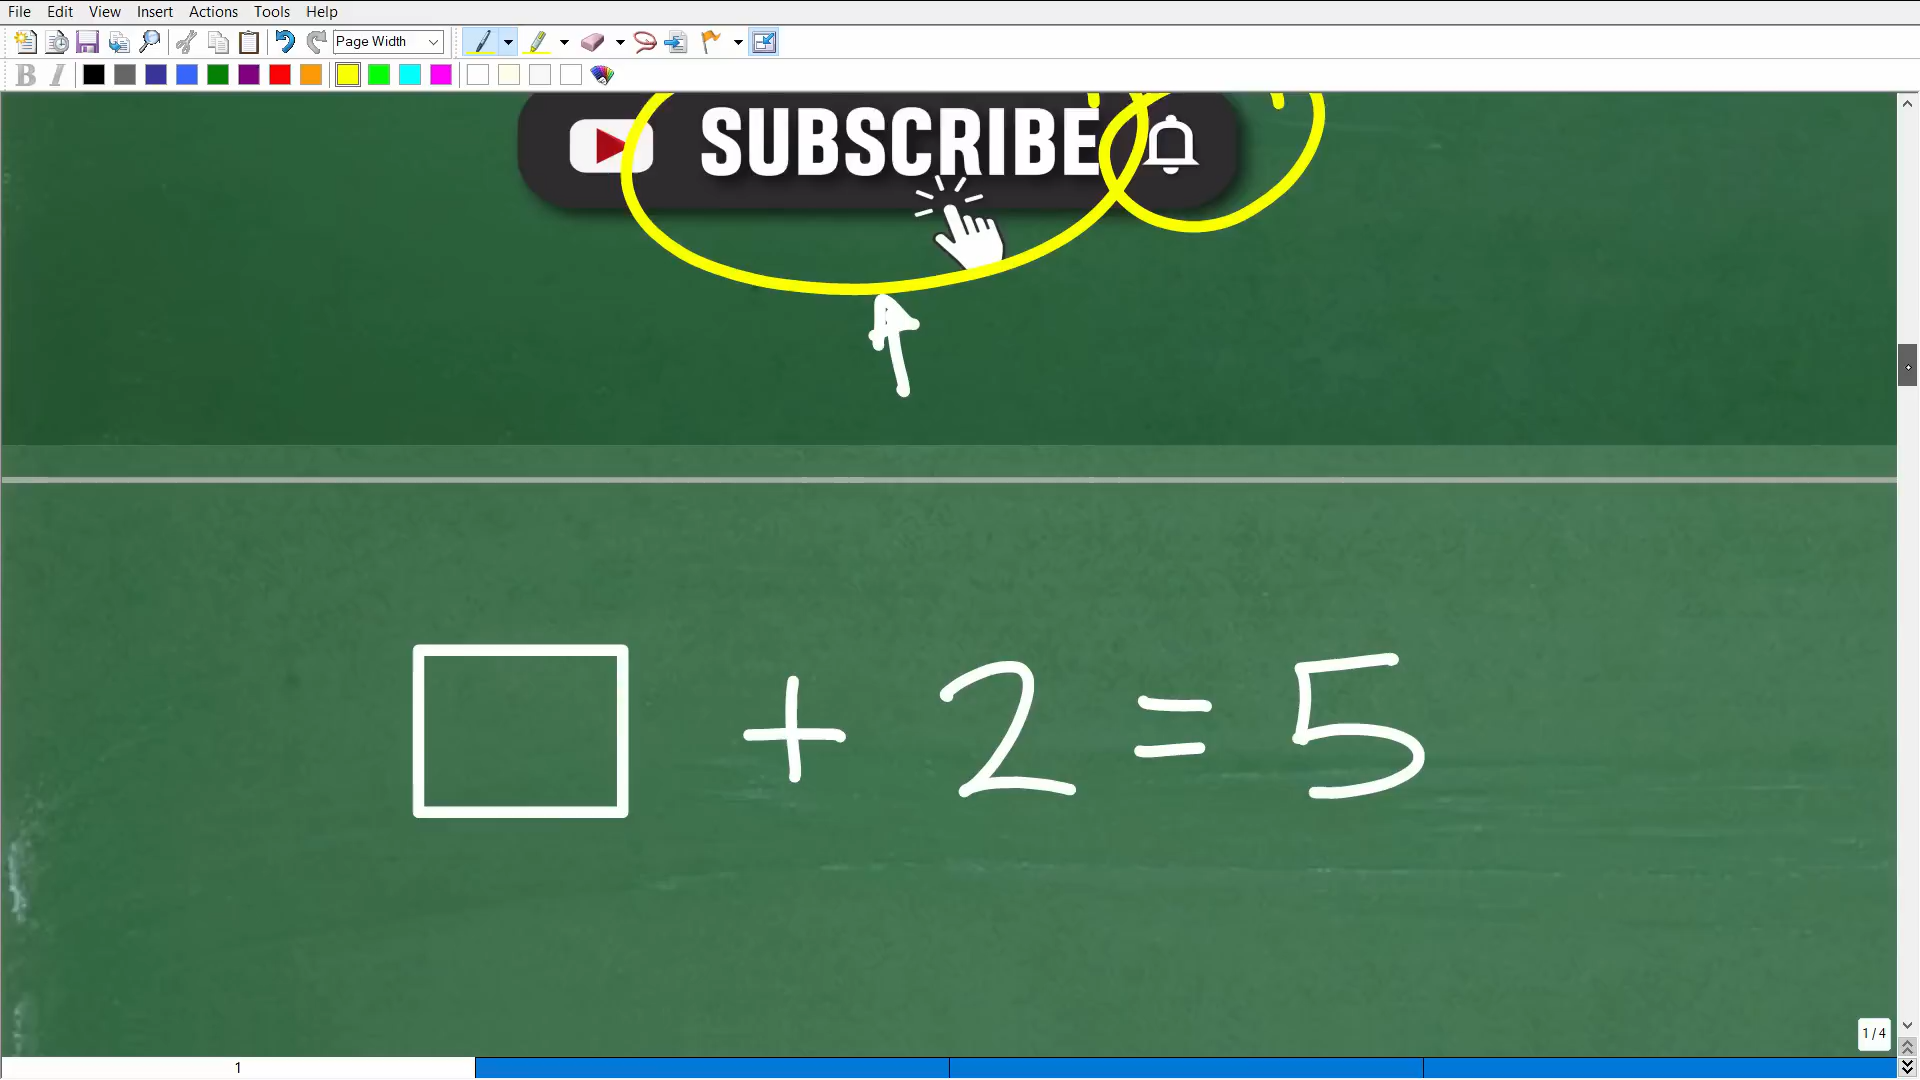 File Edit View Insert Actions Tools Help
Page Width
B I
SUBSCRIBE
+ 2 = 5
1 / 4
1